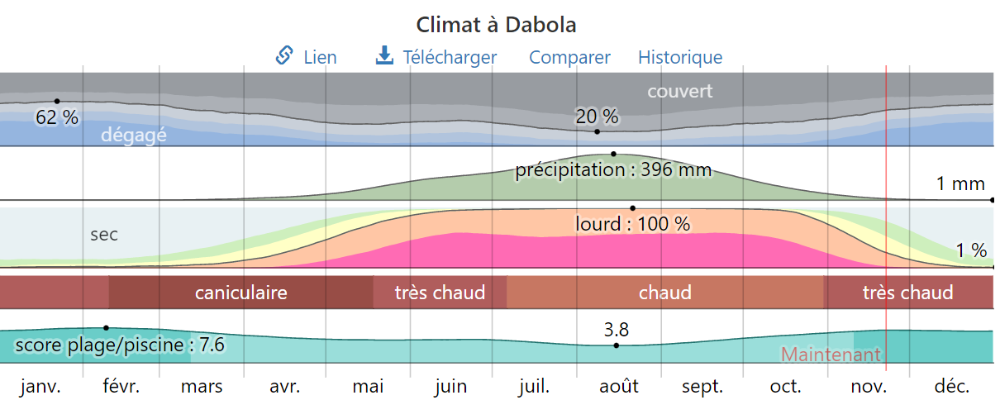 Climat à Dabola
Lien Télécharger Comparer Historique
couvert
62 %
20 %
dégagé
précipitation : 396 mm
1 mm
lourd : 100 %
sec
1 %
caniculaire très chaud chaud très chaud
3.8
score plage/piscine : 7.6
Maintenant
janv. févr. mars avr. mai juin juil. août sept. oct. nov. déc.